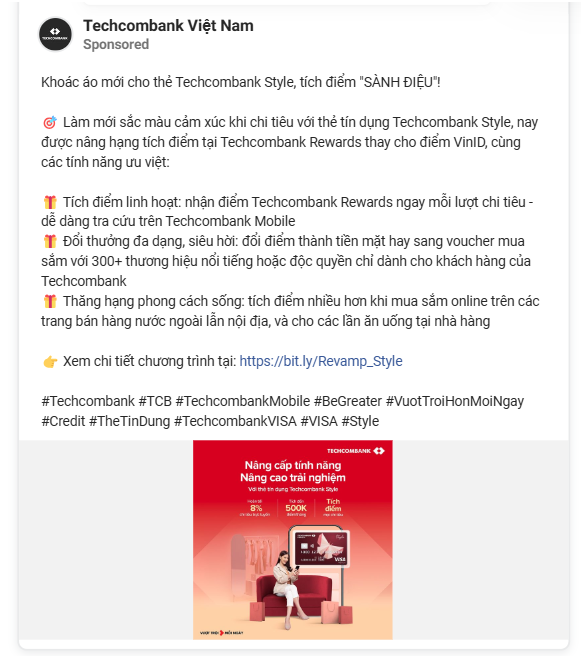 Techcombank Việt Nam
Sponsored
TECHCOMBANK
Khoác áo mới cho thẻ Techcombank Style, tích điểm "SÀNH ĐIỆU"!
🎯 Làm mới sắc màu cảm xúc khi chi tiêu với thẻ tín dụng Techcombank Style, nay
được nâng hạng tích điểm tại Techcombank Rewards thay cho điểm VinID, cùng
các tính năng ưu việt:
🎁 Tích điểm linh hoạt: nhận điểm Techcombank Rewards ngay mỗi lượt chi tiêu -
dễ dàng tra cứu trên Techcombank Mobile
🎁 Đổi thưởng đa dạng, siêu hời: đổi điểm thành tiền mặt hay sang voucher mua
sắm với 300+ thương hiệu nổi tiếng hoặc độc quyền chỉ dành cho khách hàng của
Techcombank
🎁 Thăng hạng phong cách sống: tích điểm nhiều hơn khi mua sắm online trên các
trang bán hàng nước ngoài lẫn nội địa, và cho các lần ăn uống tại nhà hàng
👉 Xem chi tiết chương trình tại: https://bit.ly/Revamp_Style
#Techcombank #TCB #TechcombankMobile #BeGreater #VuotTroiHonMoiNgay
#Credit #TheTinDung #TechcombankVISA #VISA #Style
TECHCOMBANK
Nâng cấp tính năng
Nâng cao trải nghiệm
Với thẻ tín dụng Techcombank Style
8%
500K
Tích
điểm
VISA
VƯỢT TRỘI MỖI NGÀY